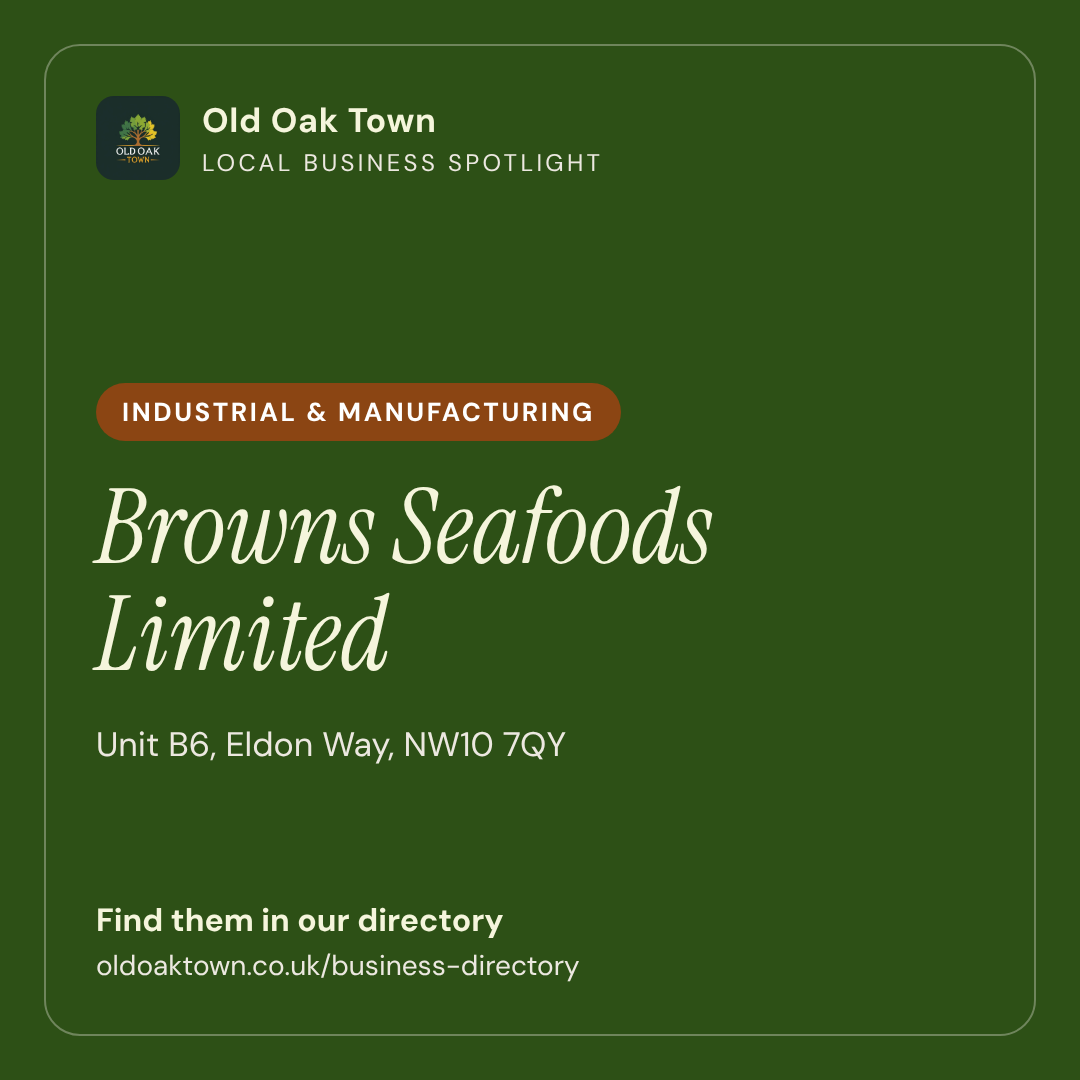 OLD OAK
TOWN
Old Oak Town
LOCAL BUSINESS SPOTLIGHT
INDUSTRIAL & MANUFACTURING
Browns Seafoods
Limited
Unit B6, Eldon Way, NW10 7QY
Find them in our directory
oldoaktown.co.uk/business-directory